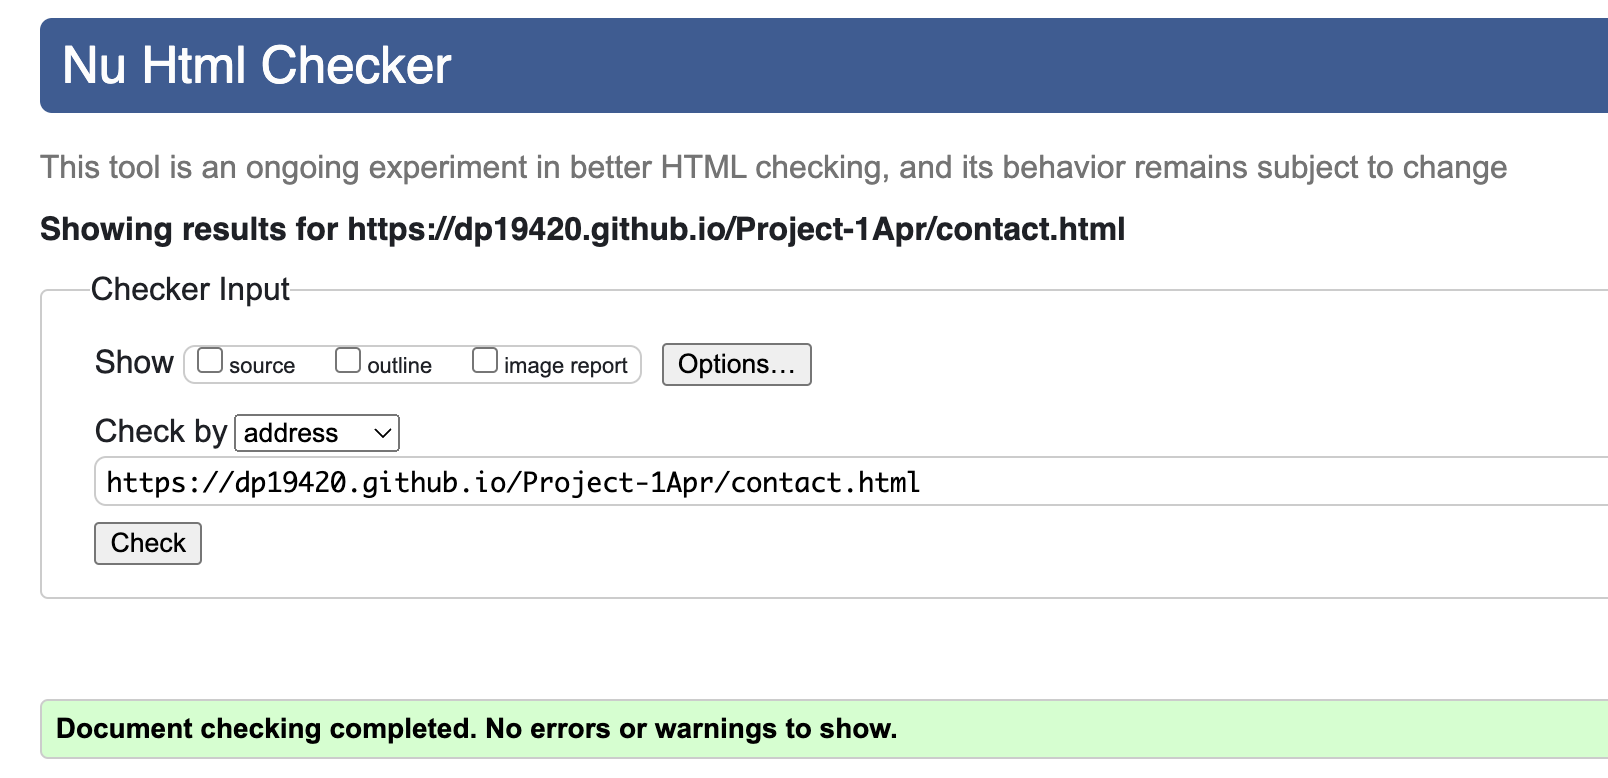 Nu Html Checker
This tool is an ongoing experiment in better HTML checking, and its behavior remains subject to change
Showing results for https://dp19420.github.io/Project-1Apr/contact.html
Checker Input
Show source outline image report Options...
Check by address
https://dp19420.github.io/Project-1Apr/contact.html
Check
Document checking completed. No errors or warnings to show.